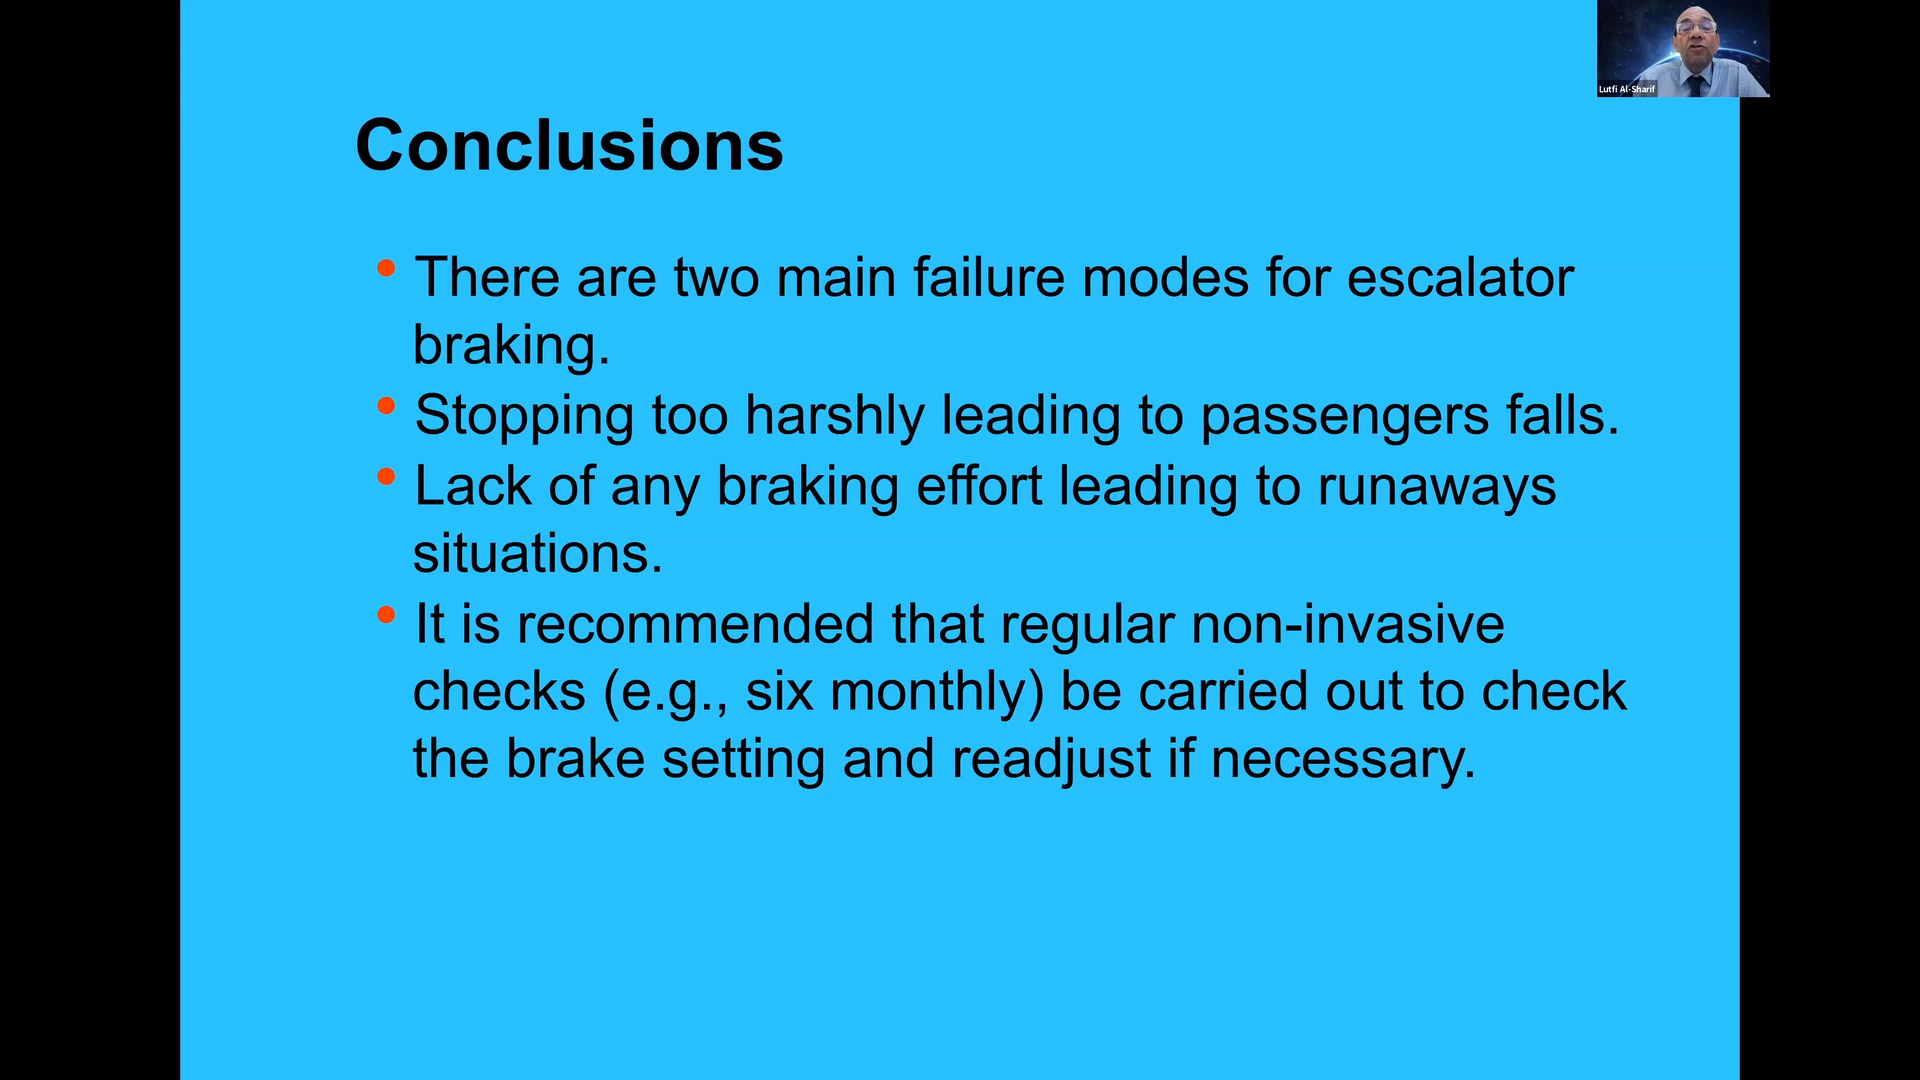 Lutfi Al-Sharif
Conclusions
• There are two main failure modes for escalator
braking.
• Stopping too harshly leading to passengers falls.
• Lack of any braking effort leading to runaways
situations.
• It is recommended that regular non-invasive
checks (e.g., six monthly) be carried out to check
the brake setting and readjust if necessary.